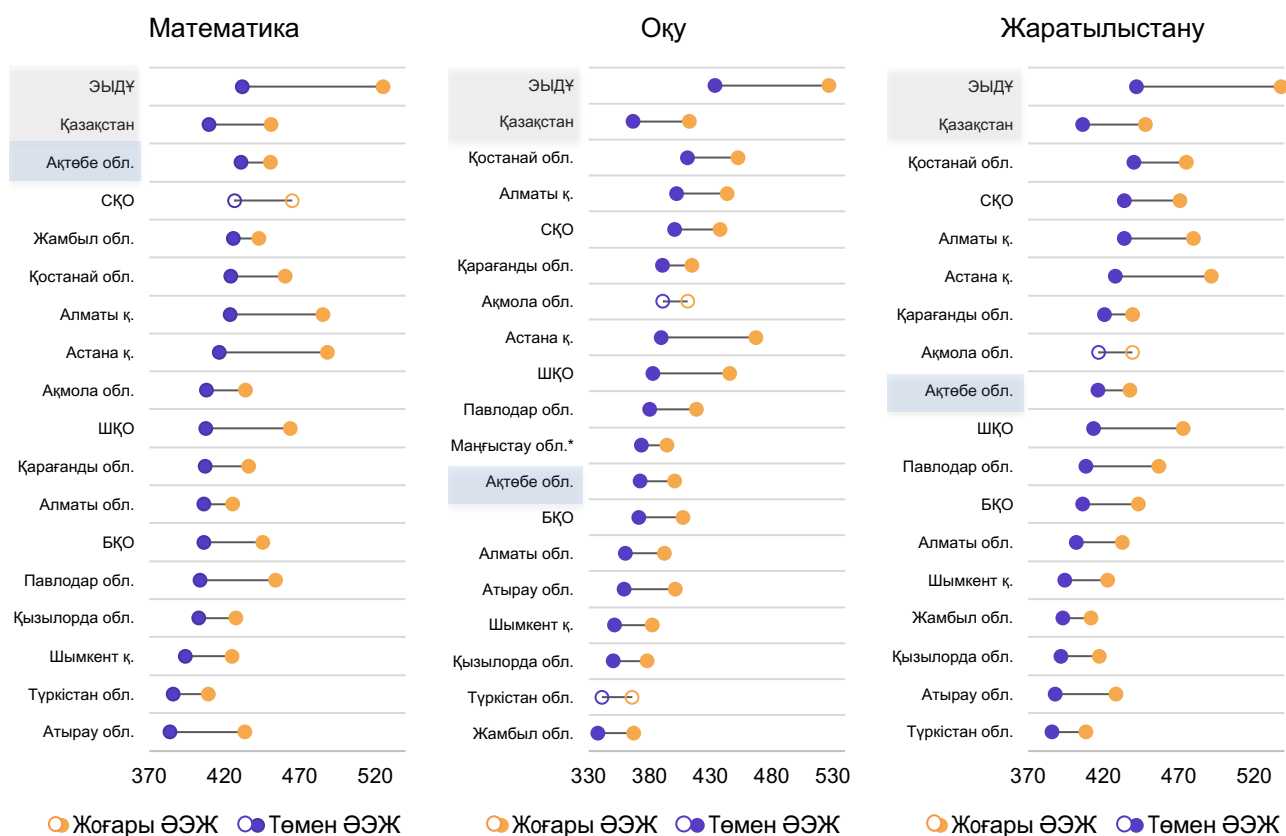 Математика
ЭЫДҰ
Қазақстан
Ақтөбе обл.
СҚО
Жамбыл обл.
Қостанай обл.
Алматы қ.
Астана қ.
Ақмола обл.
ШҚО
Қарағанды обл.
Алматы обл.
БҚО
Павлодар обл.
Қызылорда обл.
Шымкент қ.
Түркістан обл.
Атырау обл.
370 420 470 520
Жоғары ӘЭЖ Төмен ӘЭЖ
Оқу
ЭЫДҰ
Қазақстан
Қостанай обл.
Алматы қ.
СҚО
Қарағанды обл.
Ақмола обл.
Астана қ.
ШҚО
Павлодар обл.
Маңғыстау обл.*
Ақтөбе обл.
БҚО
Алматы обл.
Атырау обл.
Шымкент қ.
Қызылорда обл.
Түркістан обл.
Жамбыл обл.
330 380 430 480 530
Жоғары ӘЭЖ Төмен ӘЭЖ
Жаратылыстану
ЭЫДҰ
Қазақстан
Қостанай обл.
СҚО
Алматы қ.
Астана қ.
Қарағанды обл.
Ақмола обл.
Ақтөбе обл.
ШҚО
Павлодар обл.
БҚО
Алматы обл.
Шымкент қ.
Жамбыл обл.
Қызылорда обл.
Атырау обл.
Түркістан обл.
370 420 470 520
Жоғары ӘЭЖ Төмен ӘЭЖ